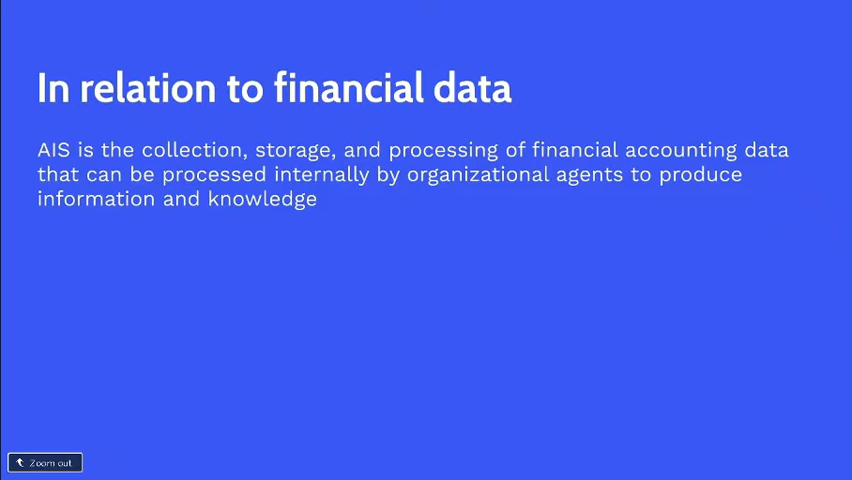 In relation to financial data
AIS is the collection, storage, and processing of financial accounting data
that can be processed internally by organizational agents to produce
information and knowledge
Zoom out